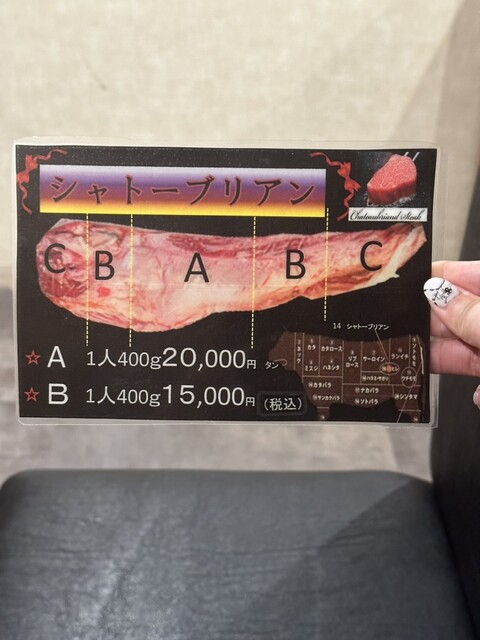 シャトーブリアン
Chateaubriand Steak
C B A B C
14 シャトーブリアン
☆A 1人400g20,000円
☆B 1人400g15,000円 (税込)
タン
カタ
カタロース
リブロース
サーロイン
ランイチ
ミスジ
ハネシタ
カタバラ
ナカバラ
ソトバラ
ウチモモ
シンタマ